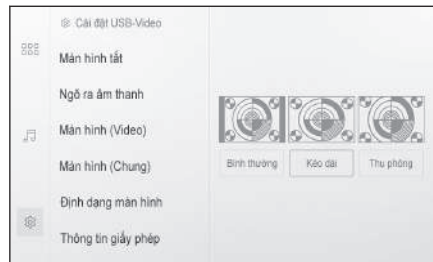 Cài đặt USB-Video
Màn hình tắt
Ngõ ra âm thanh
Màn hình (Video)
Màn hình (Chung)
Định dạng màn hình
Thông tin giấy phép
Bình thường
Kéo dài
Thu phóng